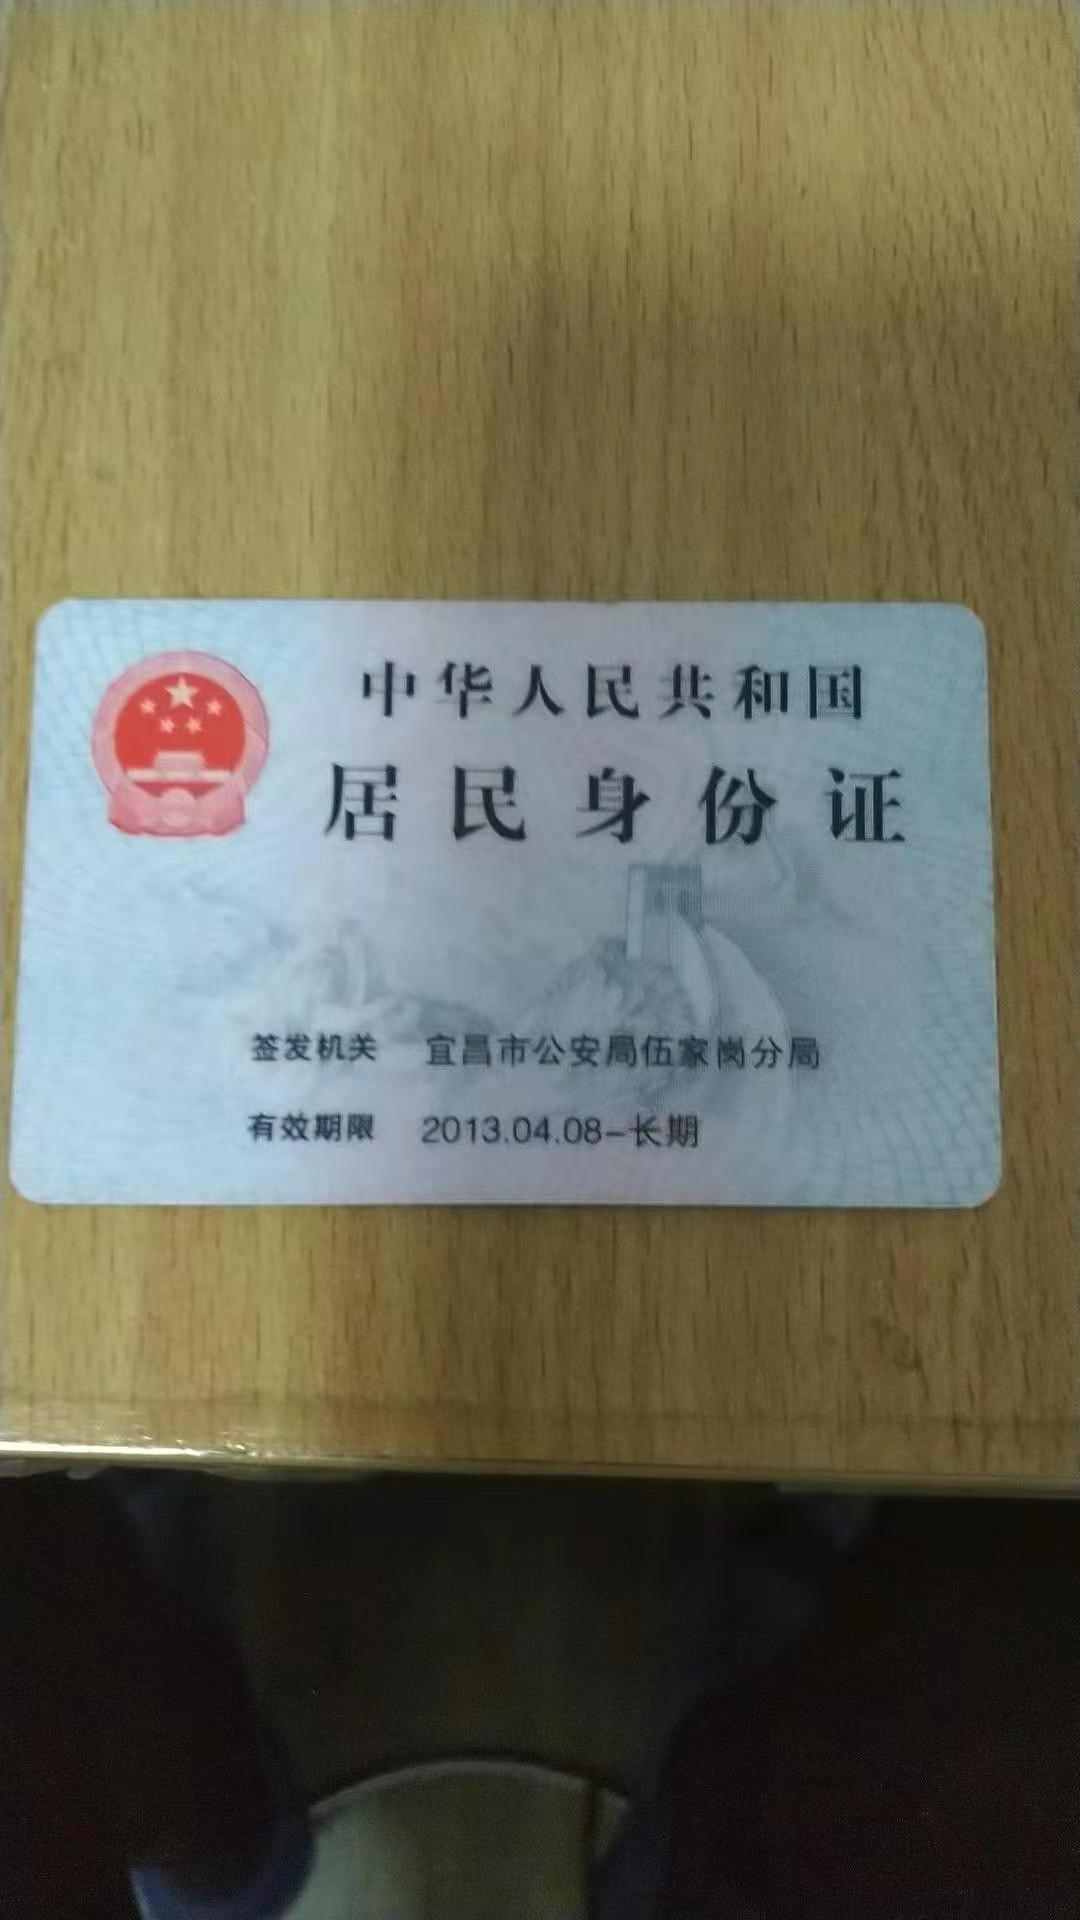 中华人民共和国
居民身份证
签发机关 宜昌市公安局伍家岗分局
有效期限 2013.04.08-长期